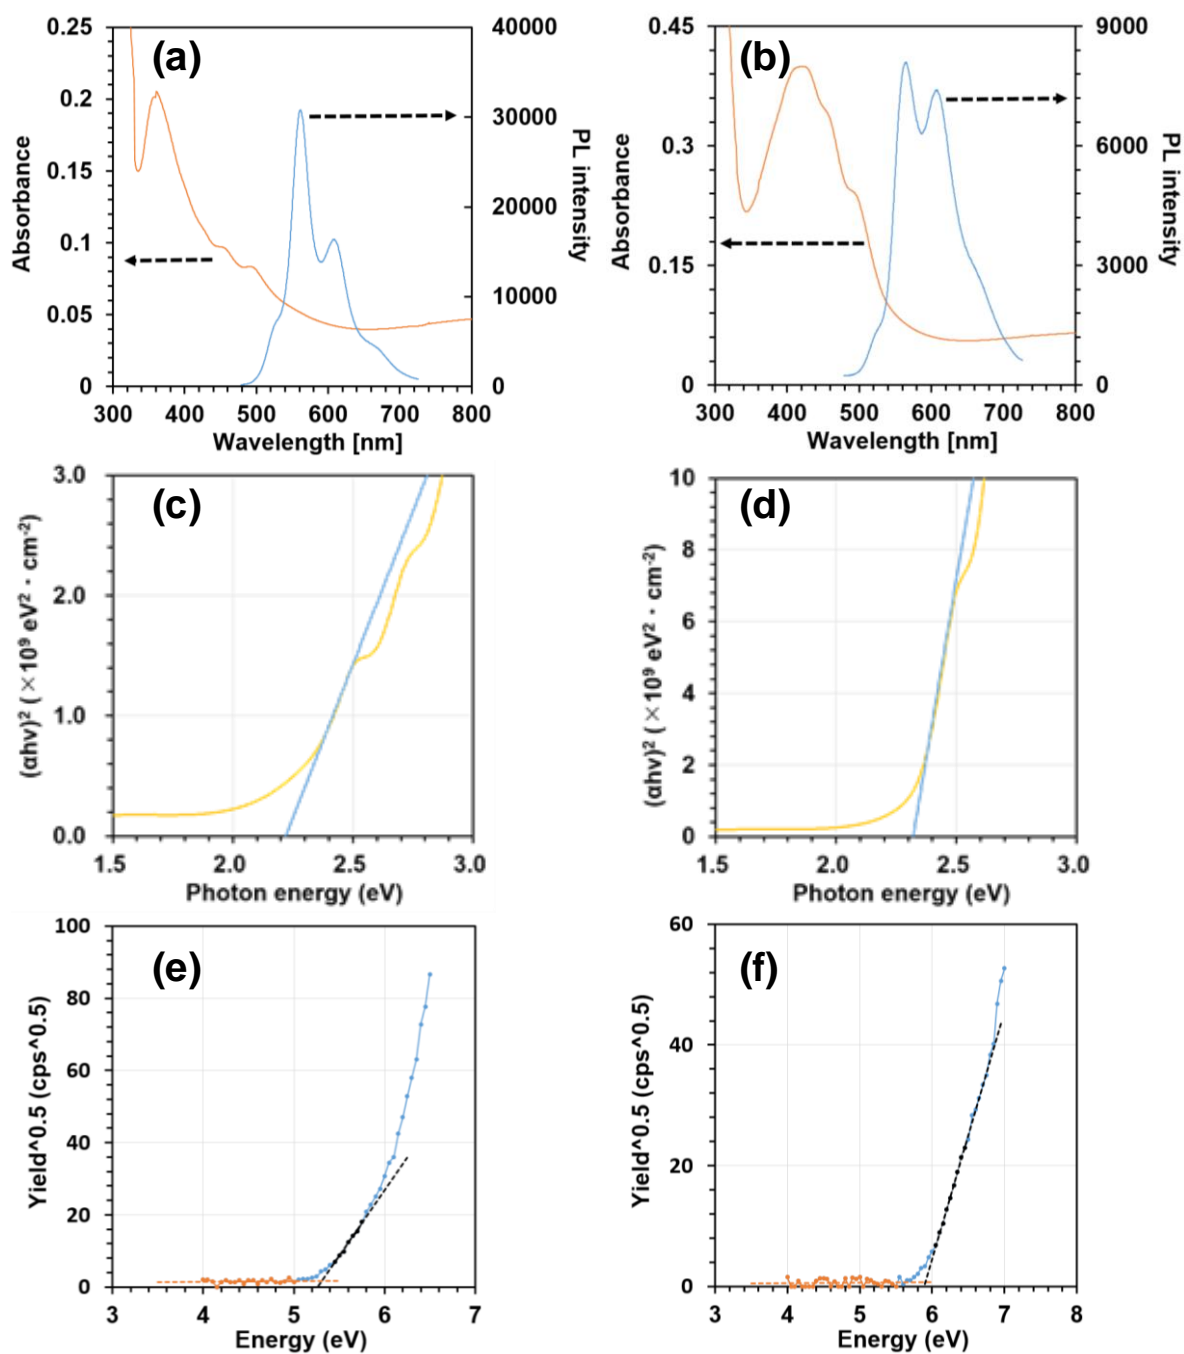 (a)
0.25
0.2
0.15
0.1
0.05
0
Absorbance
40000
30000
20000
10000
0
PL intensity
300 400 500 600 700 800
Wavelength [nm]
(b)
0.45
0.3
0.15
0
Absorbance
9000
6000
3000
0
PL intensity
300 400 500 600 700 800
Wavelength [nm]
(c)
3.0
2.0
1.0
0.0
(αhν)² (×10⁹ eV²・cm⁻²)
1.5 2.0 2.5 3.0
Photon energy (eV)
(d)
10
8
6
4
2
0
(αhν)² (×10⁹ eV²・cm⁻²)
1.5 2.0 2.5 3.0
Photon energy (eV)
(e)
100
80
60
40
20
0
Yield^0.5 (cps^0.5)
3 4 5 6 7
Energy (eV)
(f)
60
40
20
0
Yield^0.5 (cps^0.5)
3 4 5 6 7 8
Energy (eV)